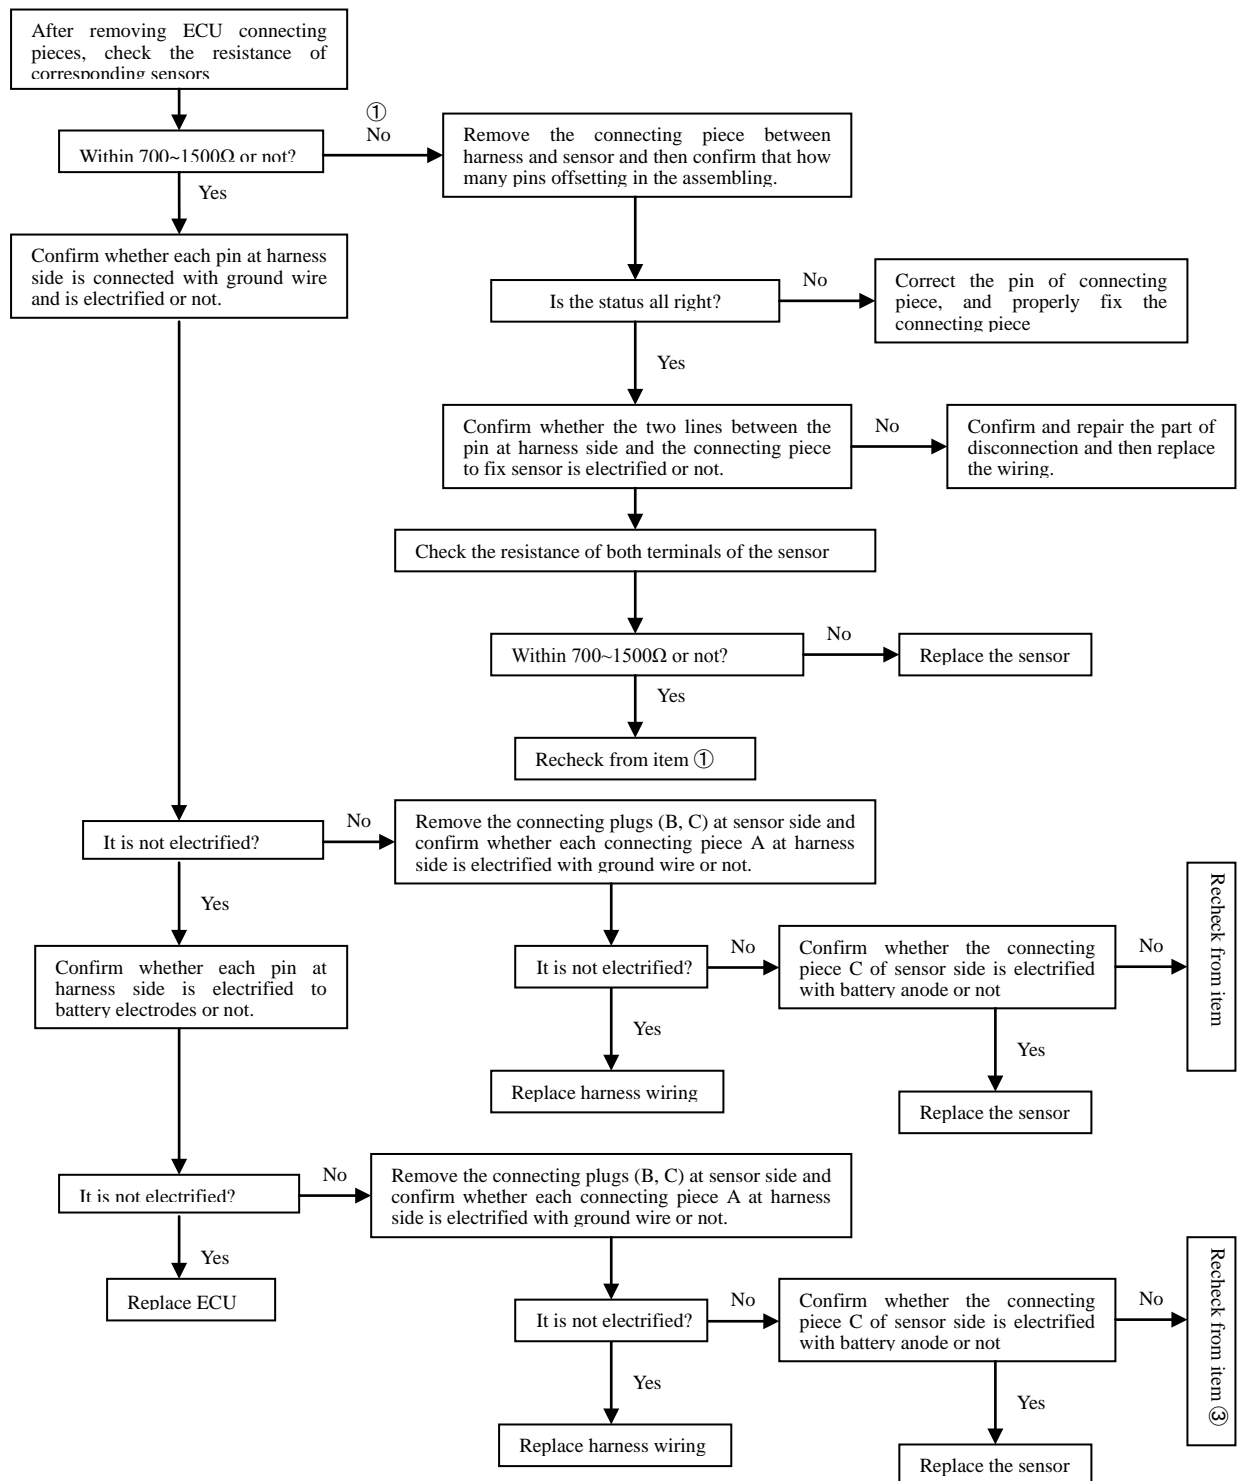 After removing ECU connecting
pieces, check the resistance of
corresponding sensors
①
No
Within 700~1500Ω or not?
Yes
Remove the connecting piece between
harness and sensor and then confirm that how
many pins offsetting in the assembling.
Confirm whether each pin at harness
side is connected with ground wire
and is electrified or not.
Is the status all right?
No
Correct the pin of connecting
piece, and properly fix the
connecting piece
Yes
Confirm whether the two lines between the
pin at harness side and the connecting piece
to fix sensor is electrified or not.
No
Confirm and repair the part of
disconnection and then replace
the wiring.
Check the resistance of both terminals of the sensor
Within 700~1500Ω or not?
No
Replace the sensor
Yes
Recheck from item ①
It is not electrified?
No
Remove the connecting plugs (B, C) at sensor side and
confirm whether each connecting piece A at harness
side is electrified with ground wire or not.
Yes
It is not electrified?
No
Confirm whether the connecting
piece C of sensor side is electrified
with battery anode or not
No
Recheck from item
Confirm whether each pin at
harness side is electrified to
battery electrodes or not.
Yes
Yes
Replace harness wiring
Replace the sensor
It is not electrified?
No
Remove the connecting plugs (B, C) at sensor side and
confirm whether each connecting piece A at harness
side is electrified with ground wire or not.
Yes
Replace ECU
It is not electrified?
No
Confirm whether the connecting
piece C of sensor side is electrified
with battery anode or not
No
Recheck from item ③
Yes
Yes
Replace harness wiring
Replace the sensor